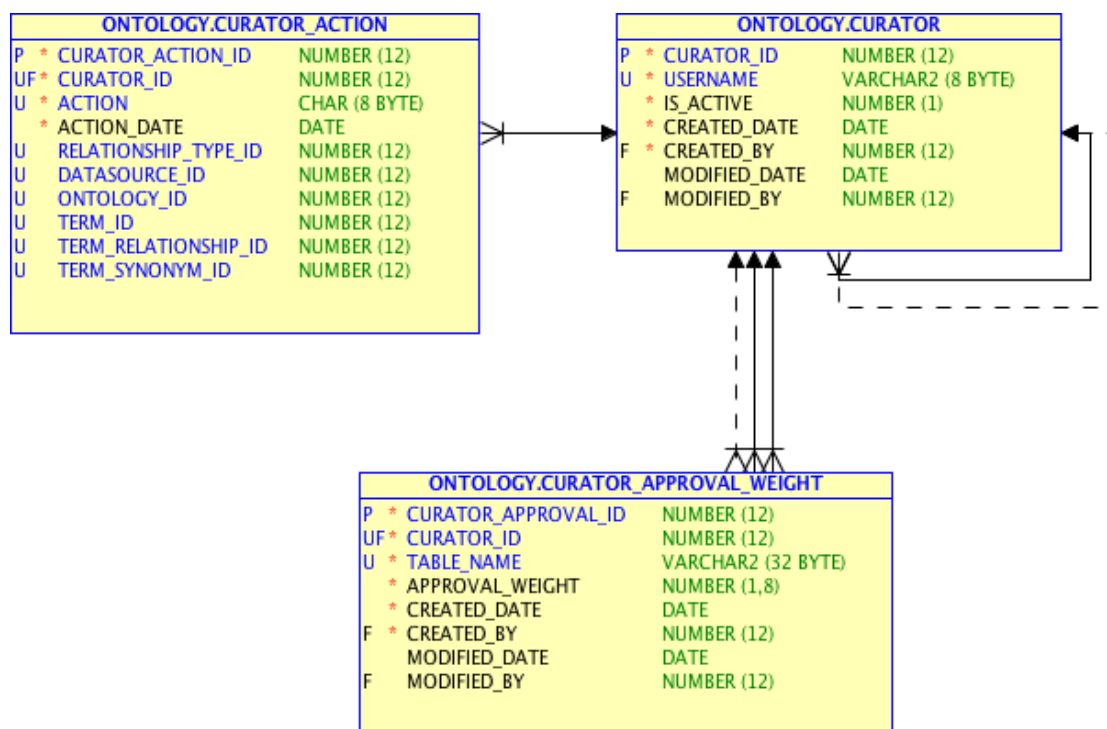 ONTOLOGY.CURATOR_ACTION
P * CURATOR_ACTION_ID NUMBER (12)
UF * CURATOR_ID NUMBER (12)
U * ACTION CHAR (8 BYTE)
* ACTION_DATE DATE
U RELATIONSHIP_TYPE_ID NUMBER (12)
U DATASOURCE_ID NUMBER (12)
U ONTOLOGY_ID NUMBER (12)
U TERM_ID NUMBER (12)
U TERM_RELATIONSHIP_ID NUMBER (12)
U TERM_SYNONYM_ID NUMBER (12)
ONTOLOGY.CURATOR
P * CURATOR_ID NUMBER (12)
U * USERNAME VARCHAR2 (8 BYTE)
* IS_ACTIVE NUMBER (1)
* CREATED_DATE DATE
F * CREATED_BY NUMBER (12)
MODIFIED_DATE DATE
F MODIFIED_BY NUMBER (12)
ONTOLOGY.CURATOR_APPROVAL_WEIGHT
P * CURATOR_APPROVAL_ID NUMBER (12)
UF * CURATOR_ID NUMBER (12)
U * TABLE_NAME VARCHAR2 (32 BYTE)
* APPROVAL_WEIGHT NUMBER (1,8)
* CREATED_DATE DATE
F * CREATED_BY NUMBER (12)
MODIFIED_DATE DATE
F MODIFIED_BY NUMBER (12)